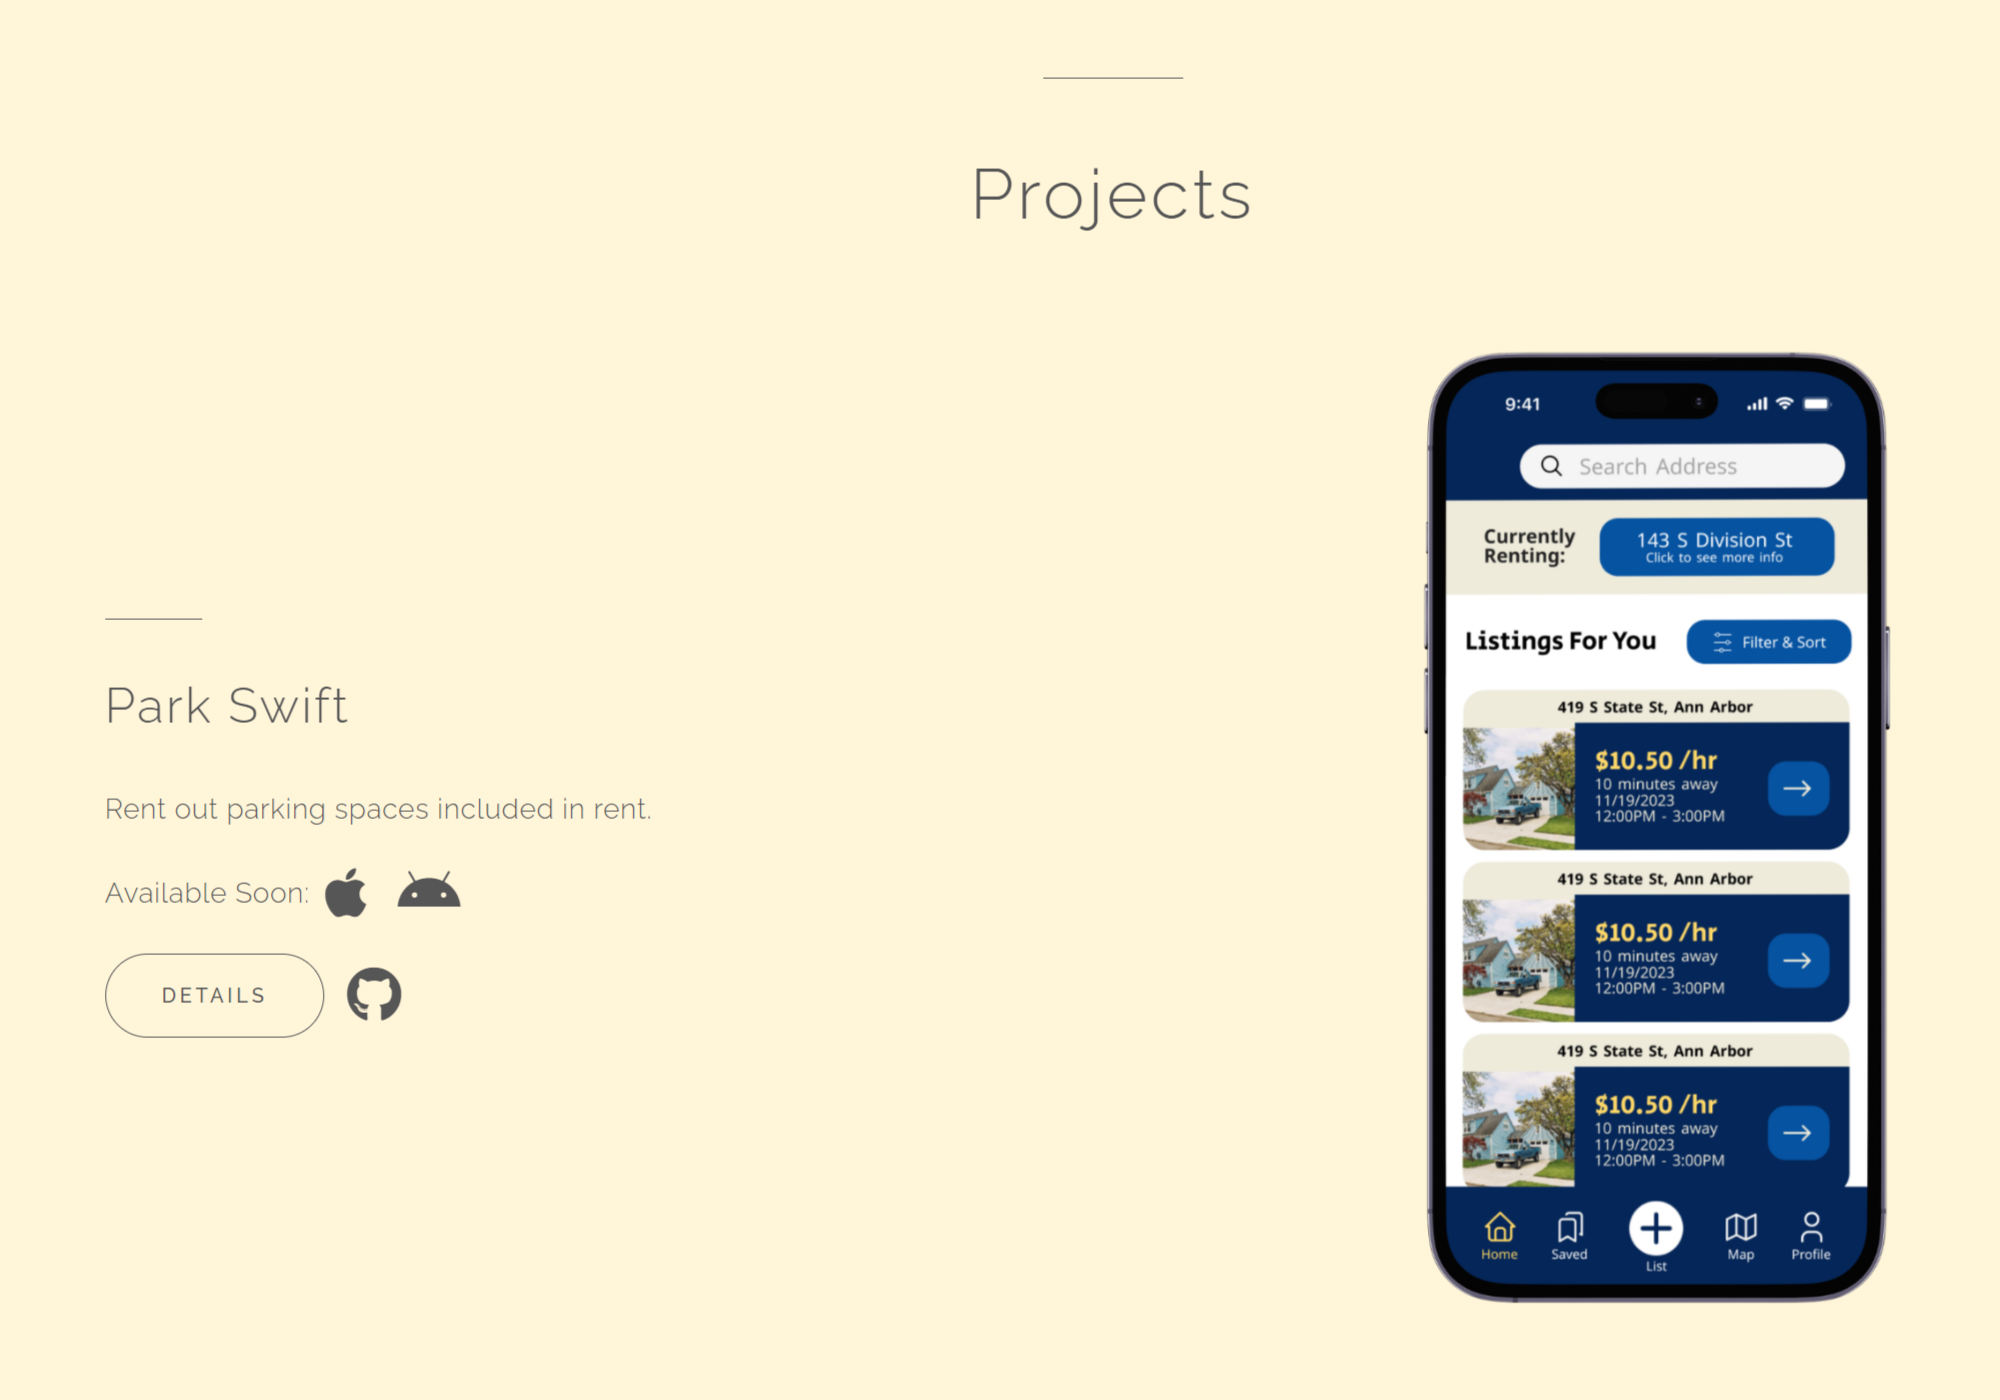 Projects
Park Swift
Rent out parking spaces included in rent.
Available Soon:
DETAILS
9:41
Search Address
Currently
Renting:
143 S Division St
Click to see more info
Listings For You
Filter & Sort
419 S State St, Ann Arbor
$10.50 /hr
10 minutes away
11/19/2023
12:00PM - 3:00PM
419 S State St, Ann Arbor
$10.50 /hr
10 minutes away
11/19/2023
12:00PM - 3:00PM
419 S State St, Ann Arbor
$10.50 /hr
10 minutes away
11/19/2023
12:00PM - 3:00PM
Home
Saved
List
Map
Profile